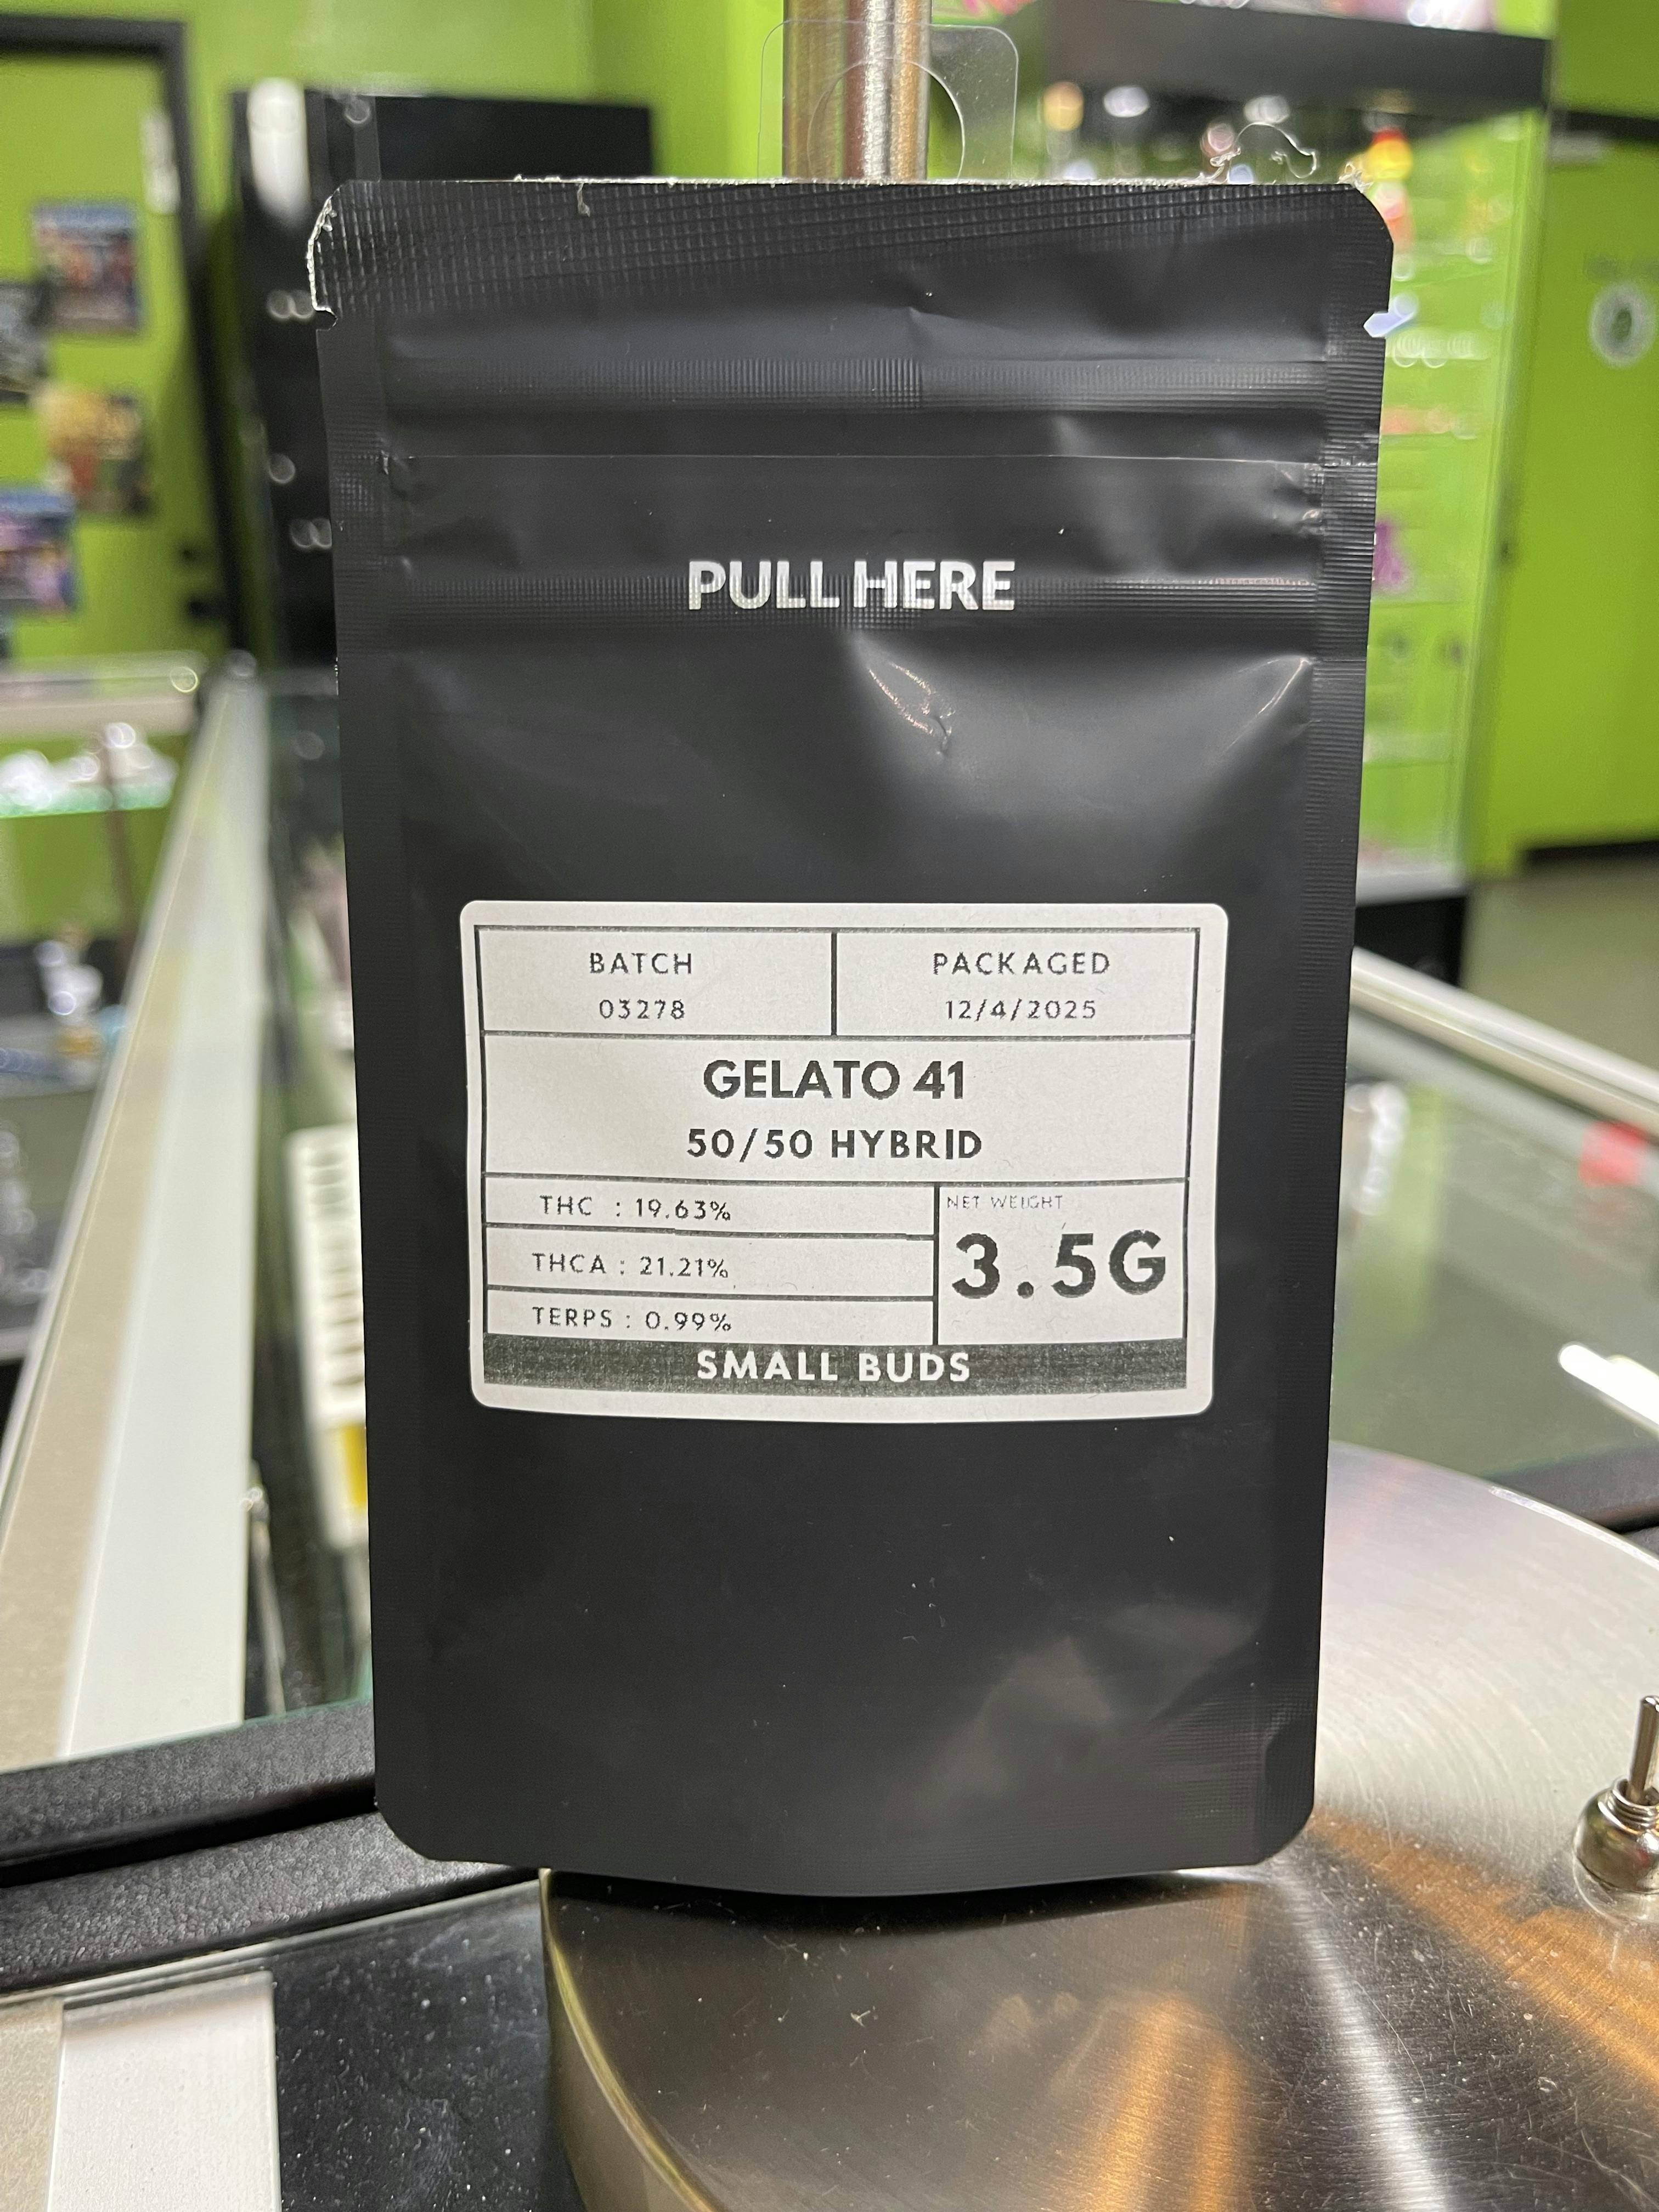 PULL HERE
BATCH
03278
PACKAGED
12/4/2025
GELATO 41
50/50 HYBRID
THC : 19.63%
THCA : 21.21%
TERPS : 0.99%
NET WEIGHT
3.5G
SMALL BUDS